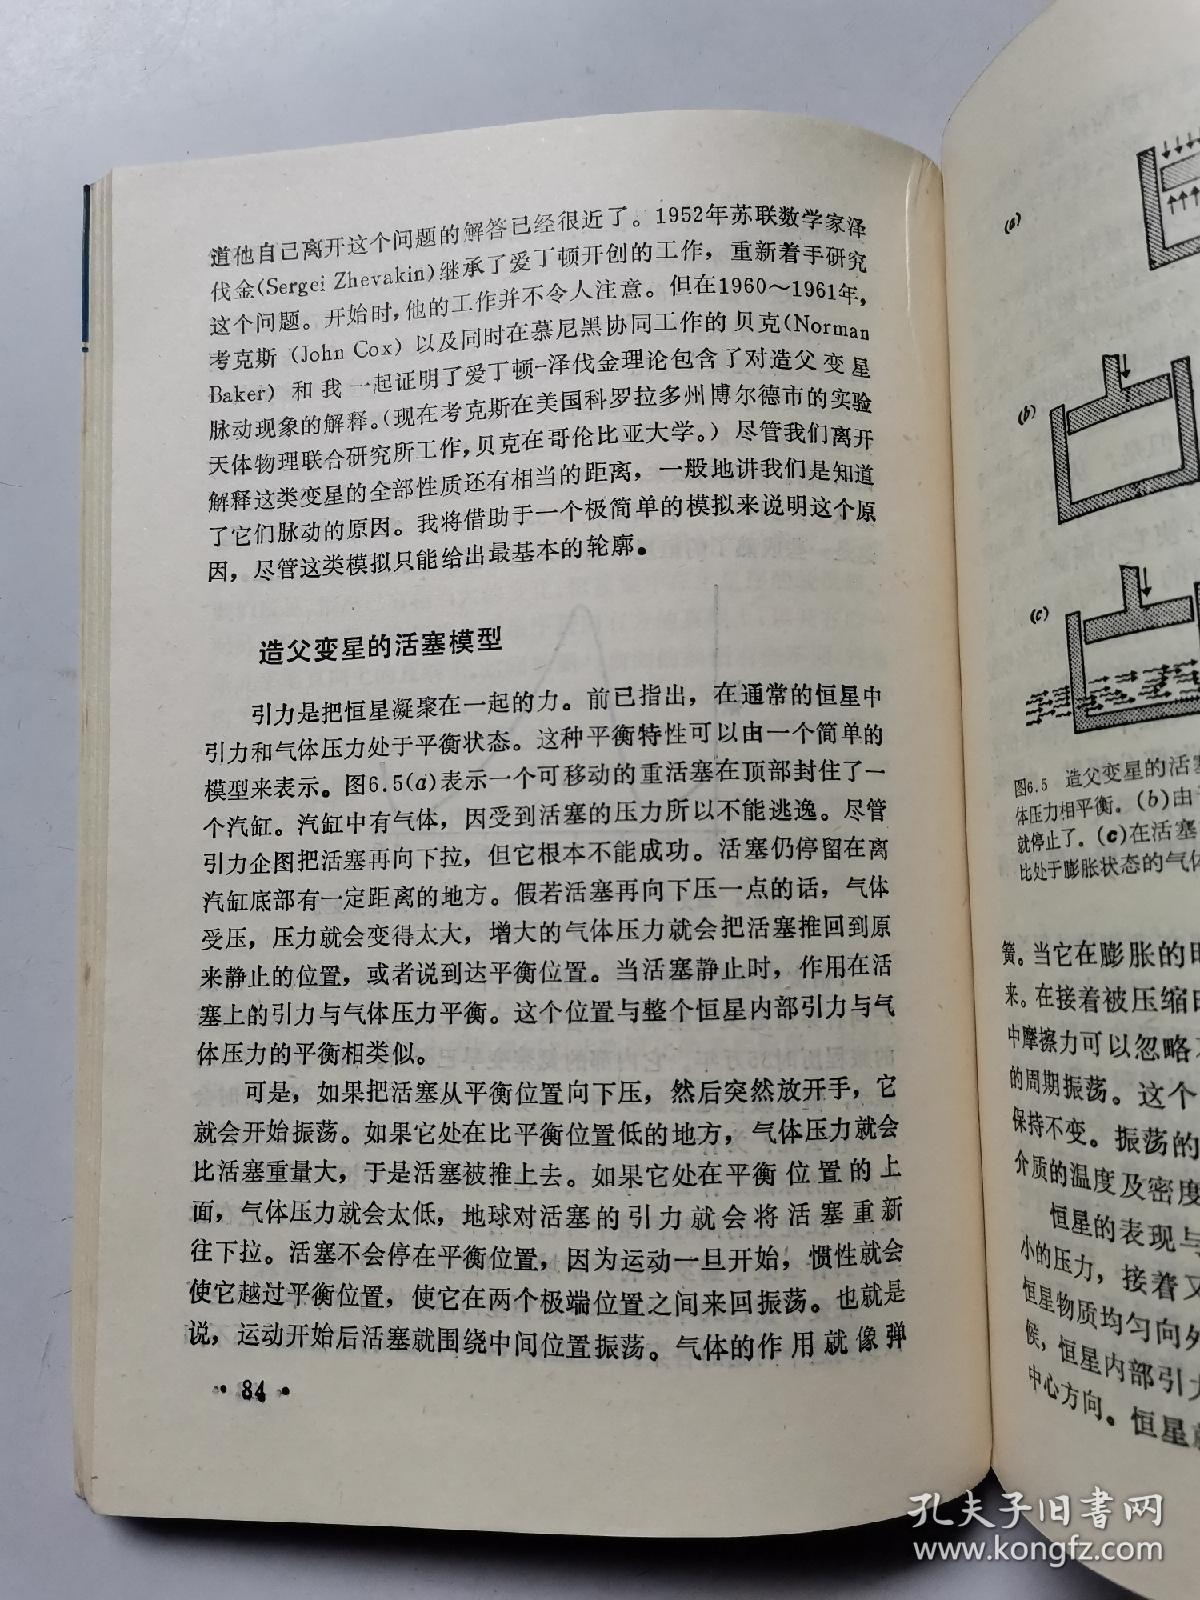 道他自己离开这个问题的解答已经很近了。1952年苏联数学家泽
伐金(Sergei Zhevakin)继承了爱丁顿开创的工作，重新着手研究
这个问题。开始时，他的工作并不令人注意。但在1960～1961年，
考克斯（John Cox）以及同时在慕尼黑协同工作的贝克(Norman
Baker）和我一起证明了爱丁顿-泽伐金理论包含了对造父变星
脉动现象的解释。（现在考克斯在美国科罗拉多州博尔德市的实验
天体物理联合研究所工作，贝克在哥伦比亚大学。）尽管我们离开
解释这类变星的全部性质还有相当的距离，一般地讲我们是知道
了它们脉动的原因。我将借助于一个极简单的模拟来说明这个原
因，尽管这类模拟只能给出最基本的轮廓。
造父变星的活塞模型
引力是把恒星凝聚在一起的力。前已指出，在通常的恒星中
引力和气体压力处于平衡状态。这种平衡特性可以由一个简单的
模型来表示。图6.5(a)表示一个可移动的重活塞在顶部封住了一
个汽缸。汽缸中有气体，因受到活塞的压力所以不能逃逸。尽管
引力企图把活塞再向下拉，但它根本不能成功。活塞仍停留在离
汽缸底部有一定距离的地方。假若活塞再向下压一点的话，气体
受压，压力就会变得太大，增大的气体压力就会把活塞推回到原
来静止的位置，或者说到达平衡位置。当活塞静止时，作用在活
塞上的引力与气体压力平衡。这个位置与整个恒星内部引力与气
体压力的平衡相类似。
可是，如果把活塞从平衡位置向下压，然后突然放开手，它
就会开始振荡。如果它处在比平衡位置低的地方，气体压力就会
比活塞重量大，于是活塞被推上去。如果它处在平衡位置的上
面，气体压力就会太低，地球对活塞的引力就会将活塞重新
往下拉。活塞不会停在平衡位置，因为运动一旦开始，惯性就会
使它越过平衡位置，使它在两个极端位置之间来回振荡。也就是
说，运动开始后活塞就围绕中间位置振荡。气体的作用就像弹
• 84 •
(a)
(b)
(c)
图6.5 造父变星的活塞
体压力相平衡。(b)由
就停止了。(c)在活塞
比处于膨胀状态的气体
簧。当它在膨胀的时
来。在接着被压缩
中摩擦力可以忽略
的周期振荡。这个
保持不变。振荡的
介质的温度及密度
恒星的表现与
小的压力，接着又
恒星物质均匀向外
候，恒星内部引力
中心方向。恒星
孔夫子旧书网
www.kongfz.com